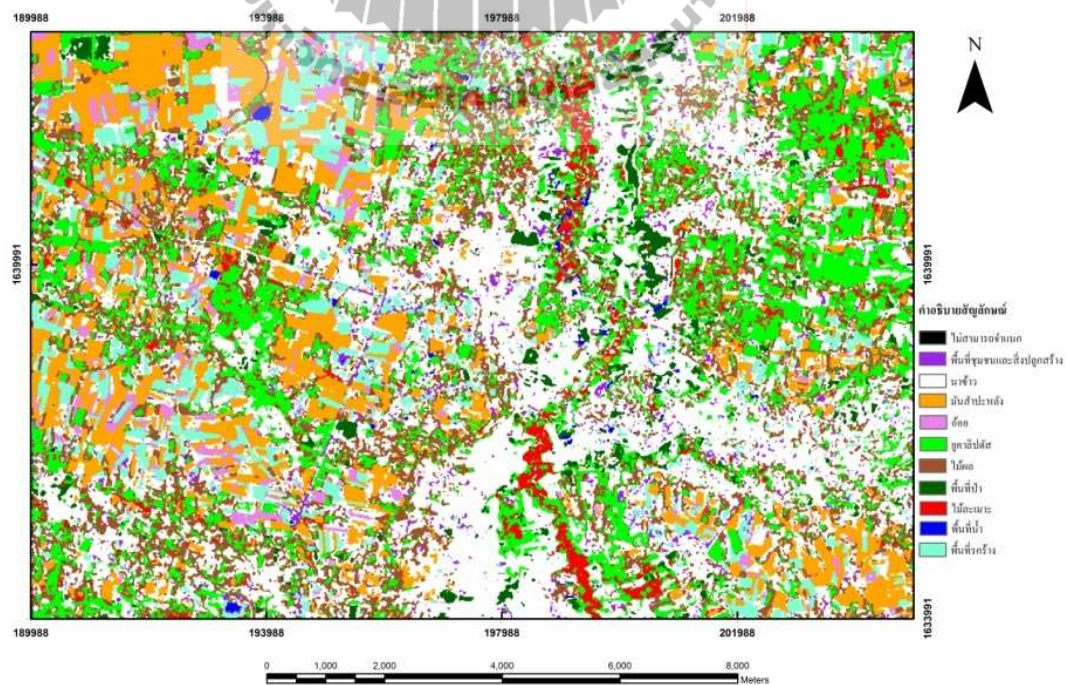 189988 193988 197988 201988
N
1639991 1639991
คำอธิบายสัญลักษณ์
ไม่สามารถจำแนก
พื้นที่ชุมชนและสิ่งปลูกสร้าง
นาข้าว
มันสำปะหลัง
อ้อย
ยูคาลิปตัส
ไม้ผล
พื้นที่ป่า
ไม้ละเมาะ
พื้นที่น้ำ
พื้นที่รกร้าง
1633991
189988 193988 197988 201988
0 1,000 2,000 4,000 6,000 8,000
Meters